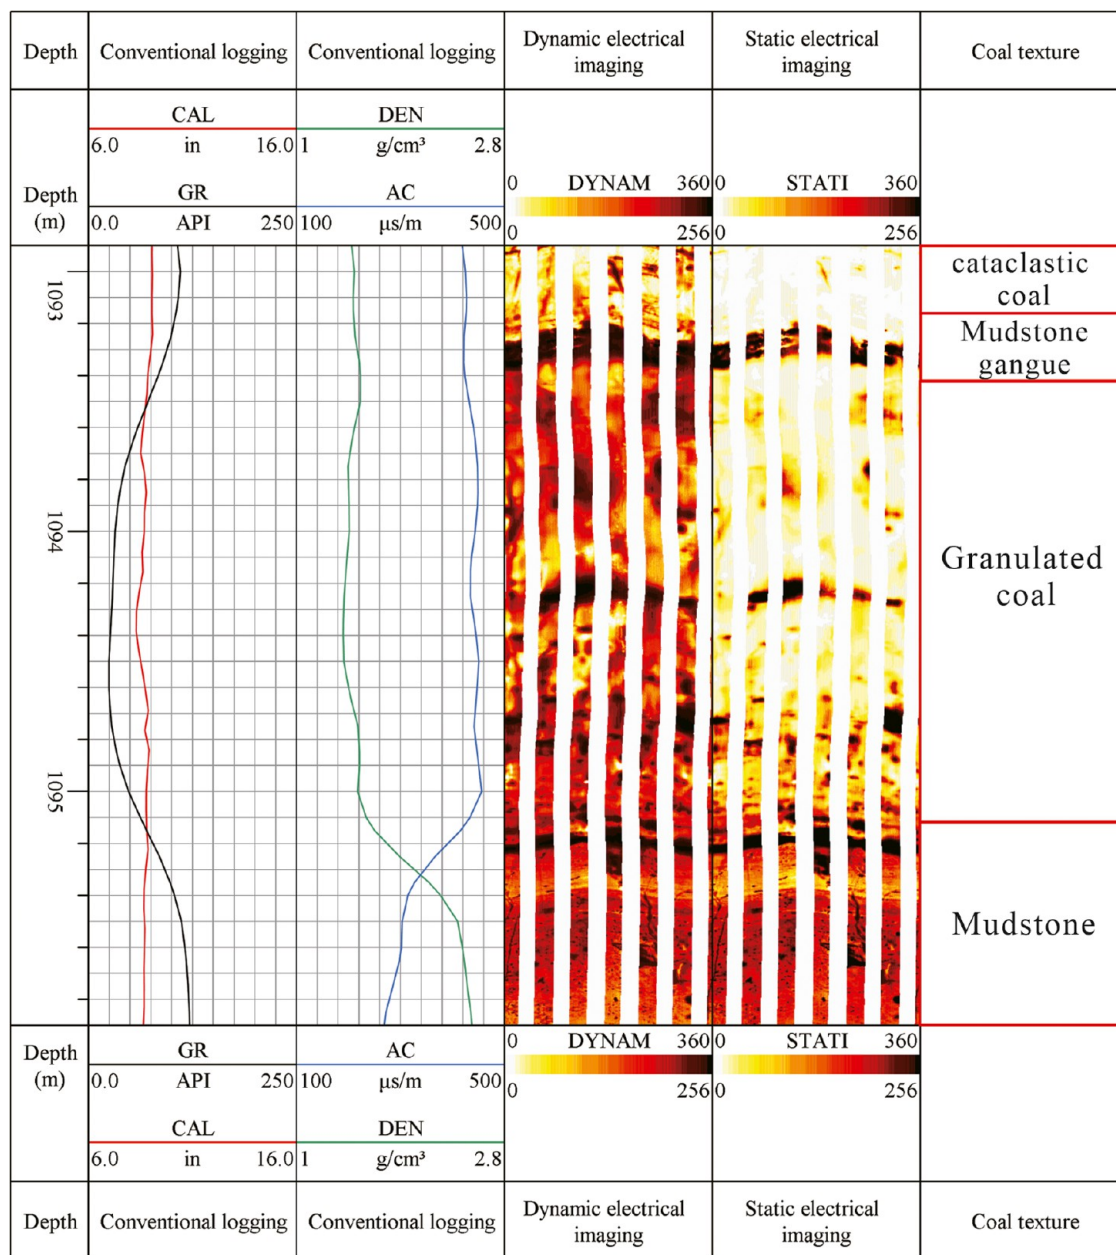 Depth
Conventional logging
Conventional logging
Dynamic electrical
imaging
Static electrical
imaging
Coal texture
Depth
(m)
CAL
6.0 in 16.0
GR
0.0 API 250
DEN
1 g/cm³ 2.8
AC
100 μs/m 500
0 DYNAM 360
0 256
0 STATI 360
0 256
1093
1094
1095
cataclastic
coal
Mudstone
gangue
Granulated
coal
Mudstone
Depth
(m)
GR
0.0 API 250
CAL
6.0 in 16.0
AC
100 μs/m 500
DEN
1 g/cm³ 2.8
0 DYNAM 360
0 256
0 STATI 360
0 256
Depth
Conventional logging
Conventional logging
Dynamic electrical
imaging
Static electrical
imaging
Coal texture